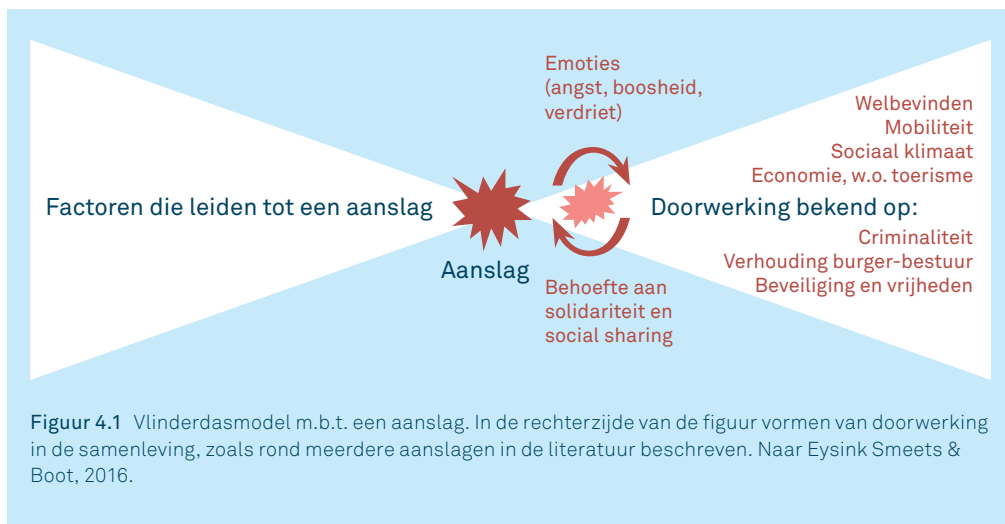 Emoties
(angst, boosheid,
verdriet)
Welbevinden
Mobiliteit
Sociaal klimaat
Economie, w.o. toerisme
Factoren die leiden tot een aanslag
Doorwerking bekend op:
Aanslag
Criminaliteit
Verhouding burger-bestuur
Beveiliging en vrijheden
Behoefte aan
solidariteit en
social sharing
Figuur 4.1 Vlinderdasmodel m.b.t. een aanslag. In de rechterzijde van de figuur vormen van doorwerking
in de samenleving, zoals rond meerdere aanslagen in de literatuur beschreven. Naar Eysink Smeets &
Boot, 2016.